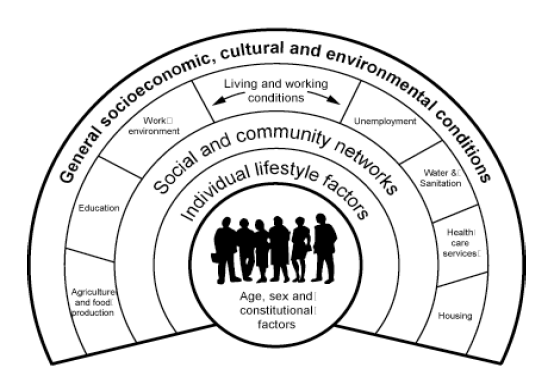 General socioeconomic, cultural and environmental conditions
Living and working
conditions
Work
environment
Unemployment
Social and community networks
Water &
Sanitation
Individual lifestyle factors
Education
Health
care
services
Agriculture
and food
production
Housing
Age, sex and
constitutional
factors